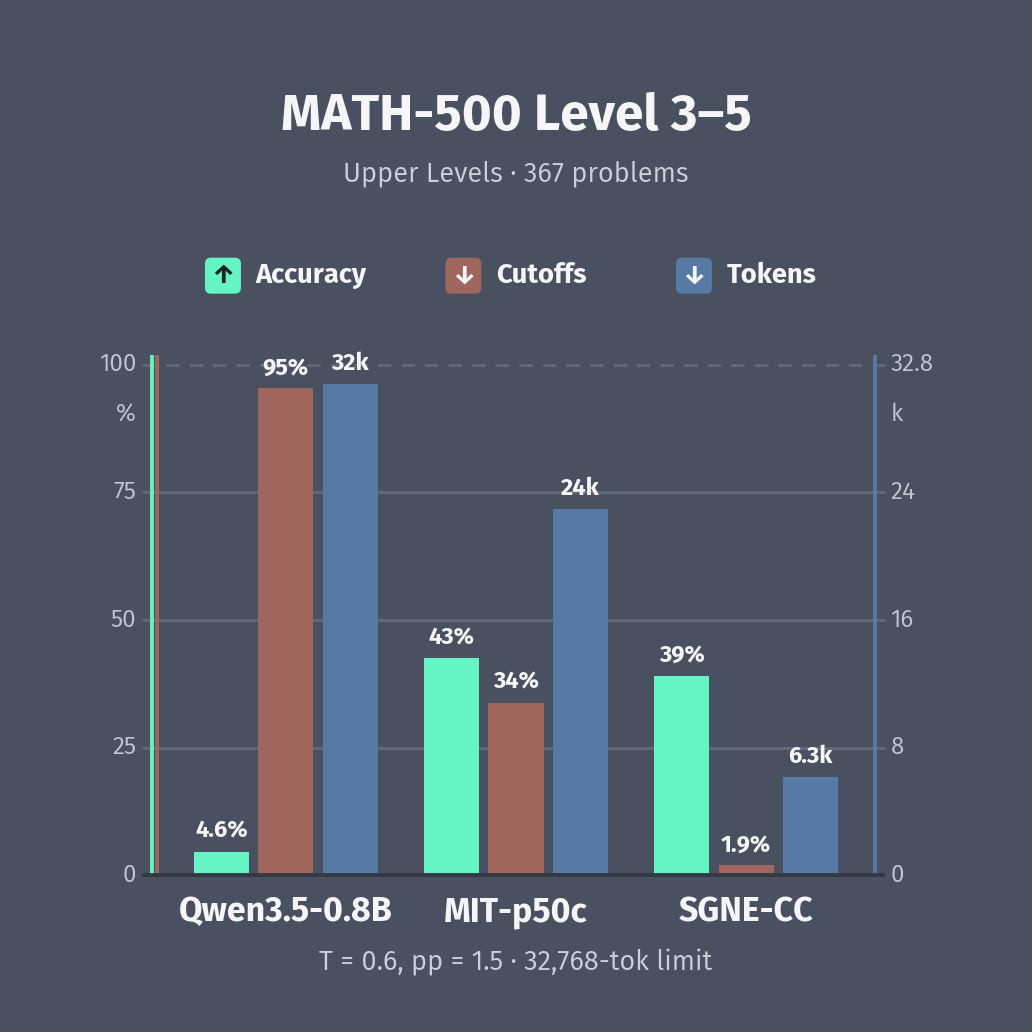 MATH-500 Level 3–5
Upper Levels · 367 problems
↑ Accuracy ↓ Cutoffs ↓ Tokens
100 95% 32k 32.8
% k
75 24k 24
50 43% 39% 16
34%
25 6.3k 8
4.6% 1.9%
0 0
Qwen3.5-0.8B MIT-p50c SGNE-CC
T = 0.6, pp = 1.5 · 32,768-tok limit